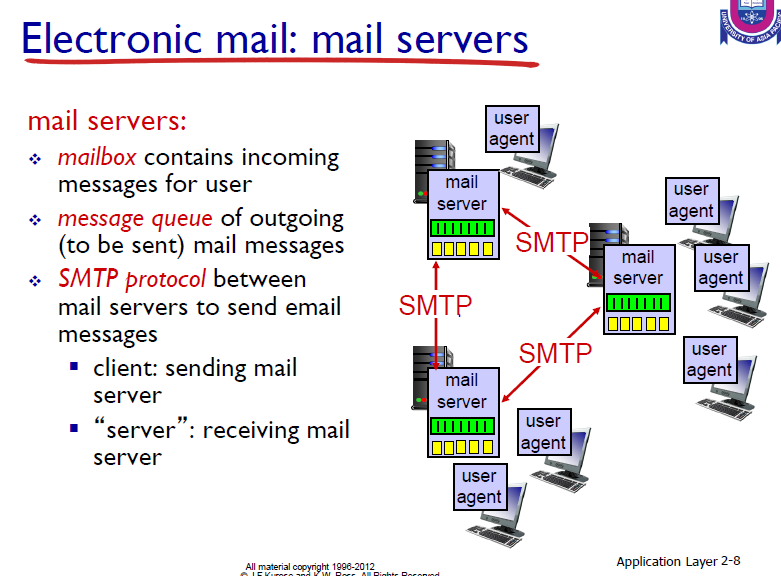 Electronic mail: mail servers
UNIVERSITY OF ASIA PACIFIC
mail servers:
❖ mailbox contains incoming
messages for user
❖ message queue of outgoing
(to be sent) mail messages
❖ SMTP protocol between
mail servers to send email
messages
▪ client: sending mail
server
▪ “server”: receiving mail
server
user
agent
mail
server
SMTP
user
agent
mail
server
user
agent
SMTP
SMTP
user
agent
mail
server
user
agent
user
agent
All material copyright 1996-2012
© J.F Kurose and K.W. Ross, All Rights Reserved
Application Layer 2-8